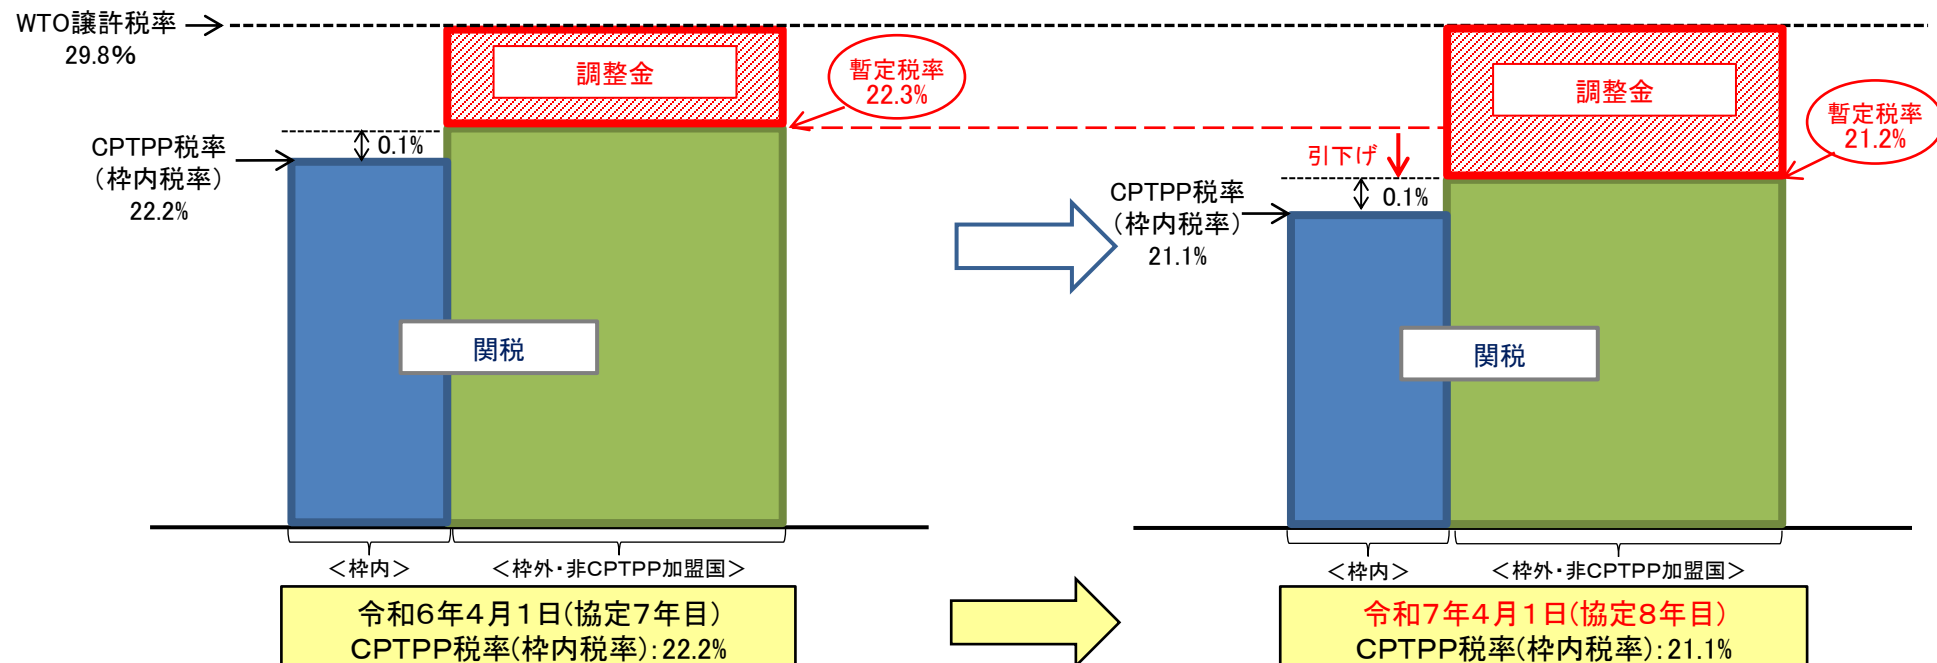 WTO譲許税率
29.8%
調整金
暫定税率
22.3%
CPTPP税率
（枠内税率）
22.2%
0.1%
関税
＜枠内＞
＜枠外・非CPTPP加盟国＞
令和６年４月１日(協定７年目)
CPTPP税率(枠内税率)：22.2%
調整金
暫定税率
21.2%
引下げ
CPTPP税率
（枠内税率）
21.1%
0.1%
関税
＜枠内＞
＜枠外・非CPTPP加盟国＞
令和７年４月１日(協定８年目)
CPTPP税率(枠内税率)：21.1%